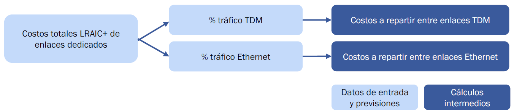 Costos totales LRAIC+ de
enlaces dedicados
% tráfico TDM
Costos a repartir entre enlaces TDM
% tráfico Ethernet
Costos a repartir entre enlaces Ethernet
Datos de entrada
y previsiones
Cálculos
intermedios